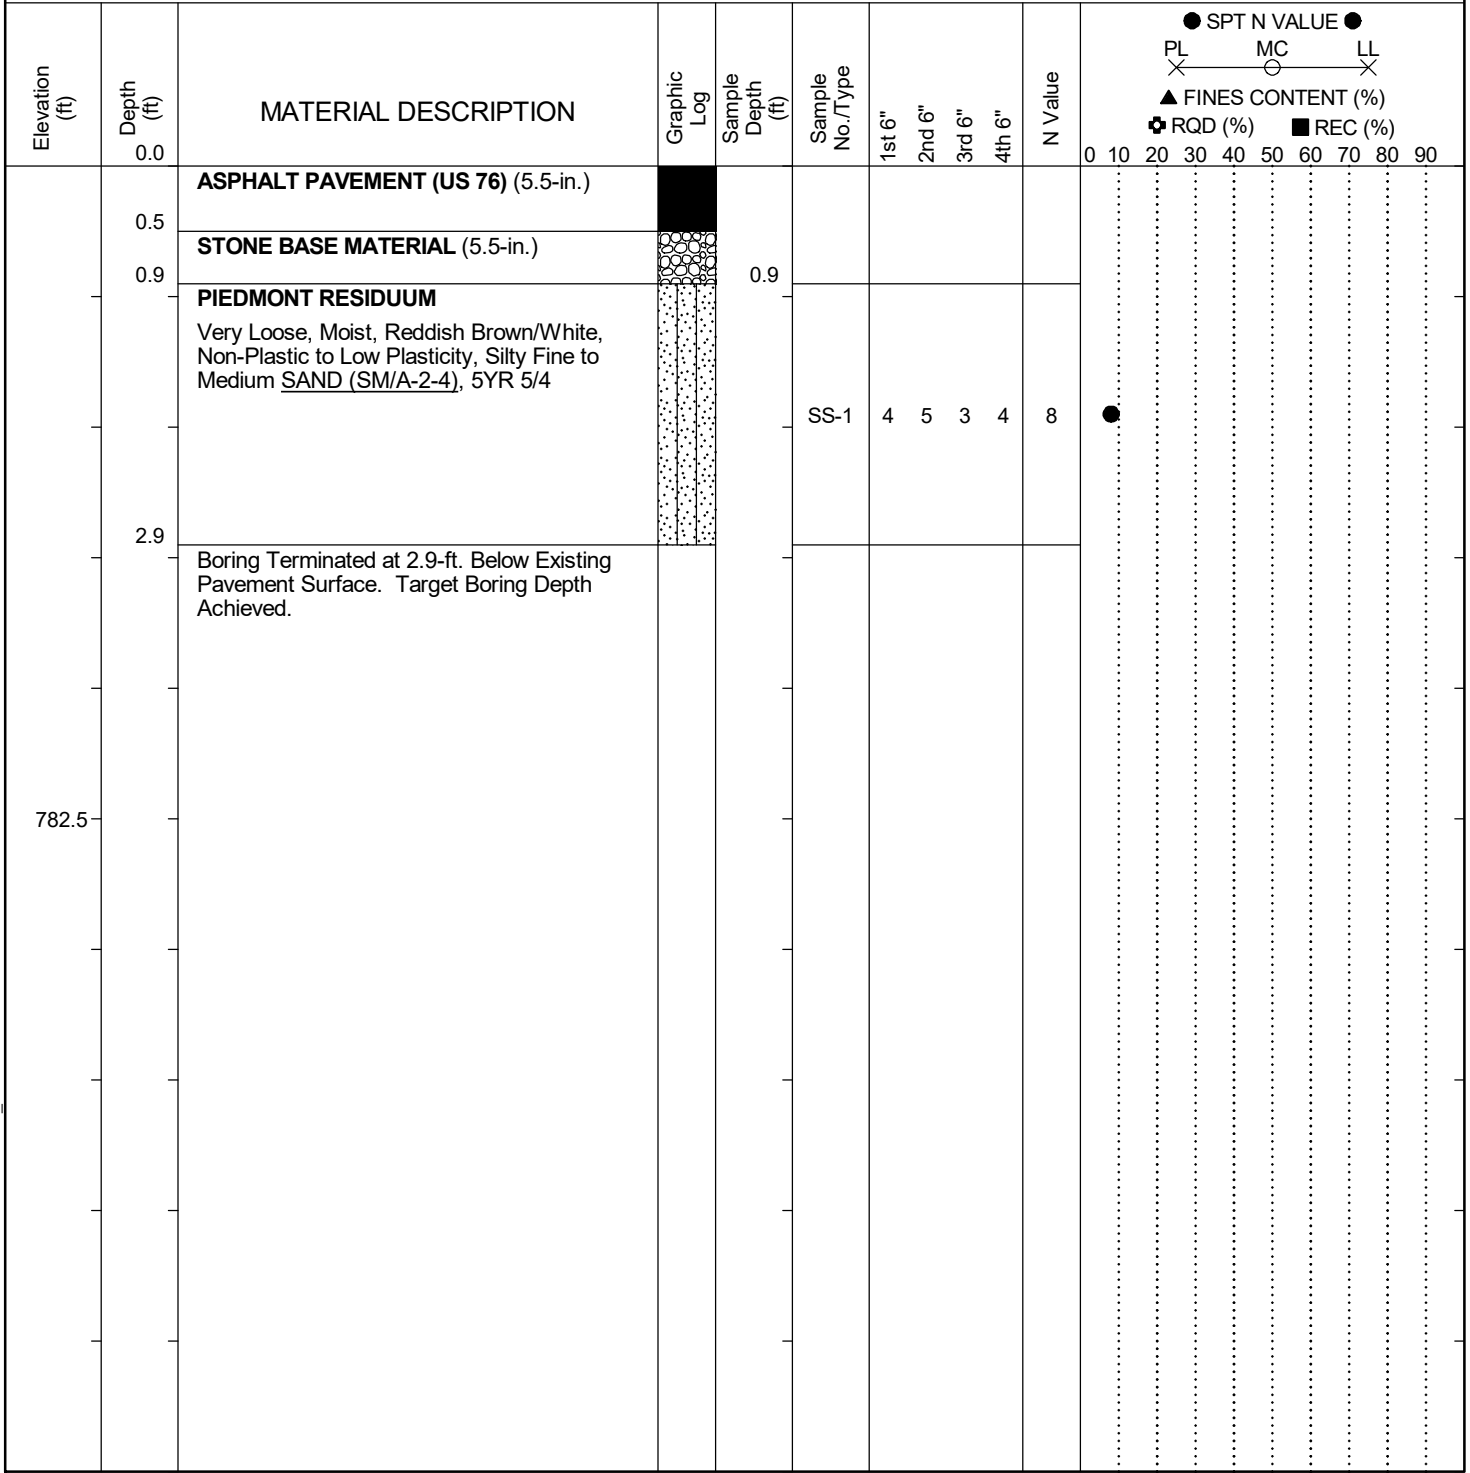 ● SPT N VALUE ●
PL MC LL
▲ FINES CONTENT (%)
RQD (%) ■ REC (%)
Elevation (ft)
Depth (ft)
0.0
MATERIAL DESCRIPTION
Graphic Log
Sample Depth (ft)
Sample No./Type
1st 6"
2nd 6"
3rd 6"
4th 6"
N Value
0 10 20 30 40 50 60 70 80 90
ASPHALT PAVEMENT (US 76) (5.5-in.)
0.5
STONE BASE MATERIAL (5.5-in.)
0.9 0.9
PIEDMONT RESIDUUM
Very Loose, Moist, Reddish Brown/White,
Non-Plastic to Low Plasticity, Silty Fine to
Medium SAND (SM/A-2-4), 5YR 5/4
SS-1 4 5 3 4 8
2.9
Boring Terminated at 2.9-ft. Below Existing
Pavement Surface. Target Boring Depth
Achieved.
782.5